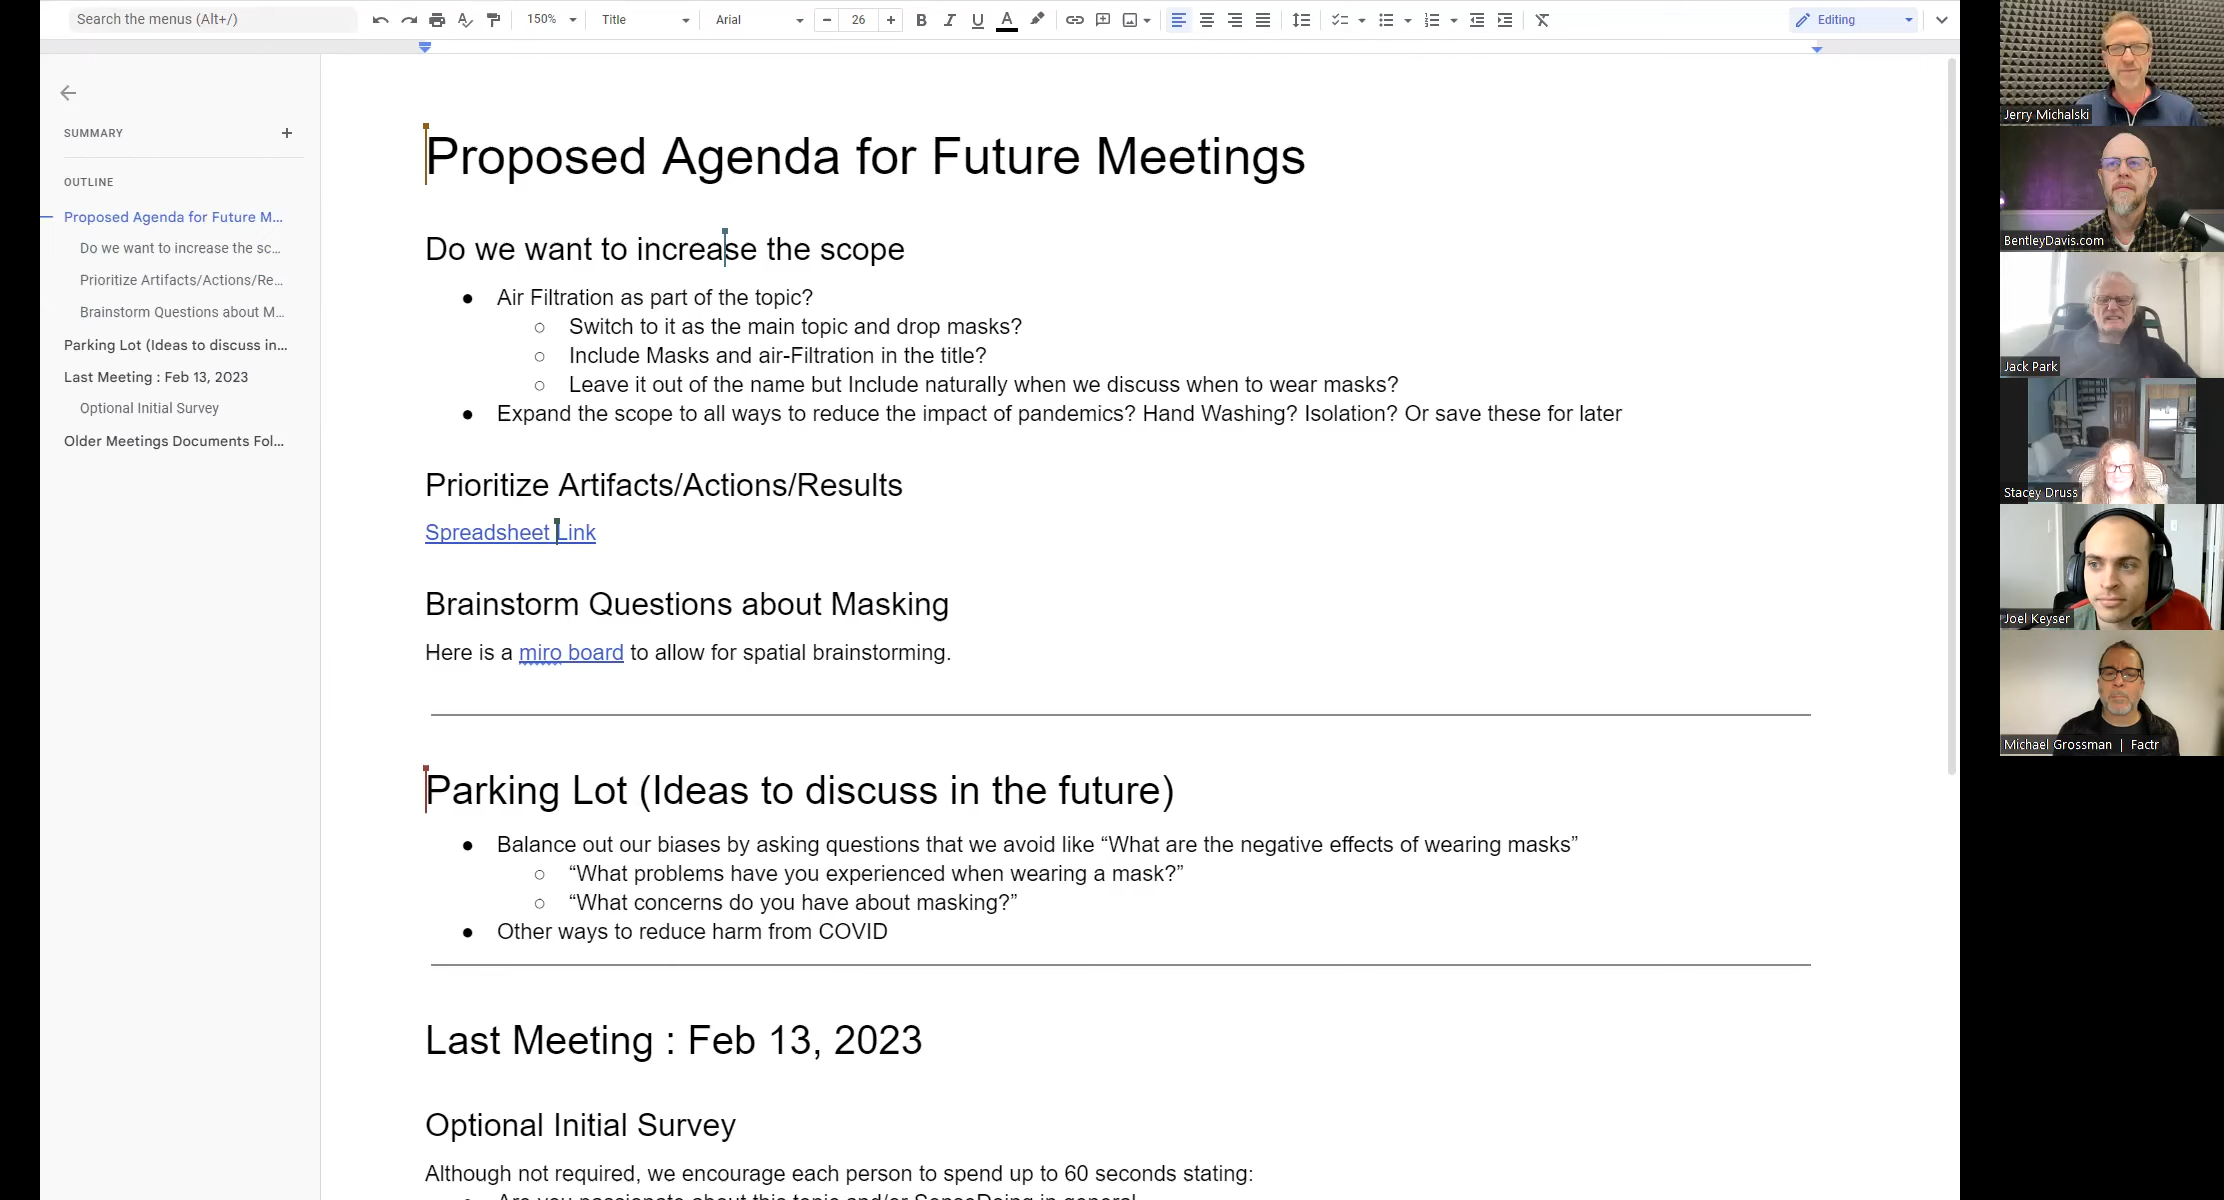 Search the menus (Alt+/)
150%
Title
Arial
26
Editing
SUMMARY
OUTLINE
Proposed Agenda for Future M...
Do we want to increase the sc...
Prioritize Artifacts/Actions/Re...
Brainstorm Questions about M...
Parking Lot (Ideas to discuss in...
Last Meeting : Feb 13, 2023
Optional Initial Survey
Older Meetings Documents Fol...
Proposed Agenda for Future Meetings
Do we want to increase the scope
● Air Filtration as part of the topic?
○ Switch to it as the main topic and drop masks?
○ Include Masks and air-Filtration in the title?
○ Leave it out of the name but Include naturally when we discuss when to wear masks?
● Expand the scope to all ways to reduce the impact of pandemics? Hand Washing? Isolation? Or save these for later
Prioritize Artifacts/Actions/Results
Spreadsheet Link
Brainstorm Questions about Masking
Here is a miro board to allow for spatial brainstorming.
Parking Lot (Ideas to discuss in the future)
● Balance out our biases by asking questions that we avoid like “What are the negative effects of wearing masks”
○ “What problems have you experienced when wearing a mask?”
○ “What concerns do you have about masking?”
● Other ways to reduce harm from COVID
Last Meeting : Feb 13, 2023
Optional Initial Survey
Although not required, we encourage each person to spend up to 60 seconds stating:
● Are you passionate about this topic and/or SenseDoing in general
Jerry Michalski
BentleyDavis.com
Jack Park
Stacey Druss
Joel Keyser
Michael Grossman | Factr